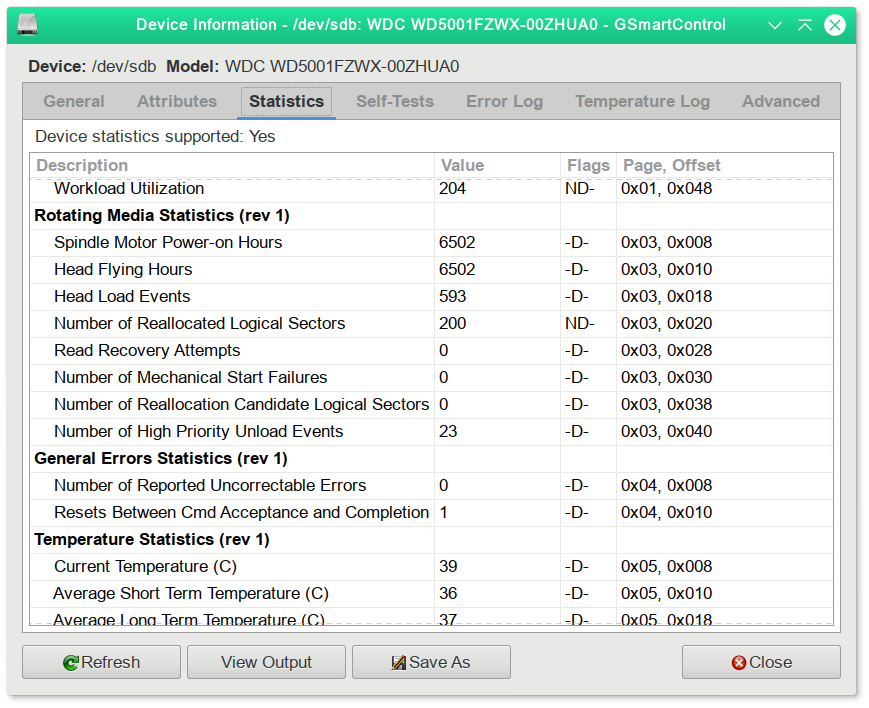 Device Information - /dev/sdb: WDC WD5001FZWX-00ZHUA0 - GSmartControl
Device: /dev/sdb Model: WDC WD5001FZWX-00ZHUA0
General Attributes Statistics Self-Tests Error Log Temperature Log Advanced
Device statistics supported: Yes
Description Value Flags Page, Offset
Workload Utilization 204 ND- 0x01, 0x048
Rotating Media Statistics (rev 1)
Spindle Motor Power-on Hours 6502 -D- 0x03, 0x008
Head Flying Hours 6502 -D- 0x03, 0x010
Head Load Events 593 -D- 0x03, 0x018
Number of Reallocated Logical Sectors 200 ND- 0x03, 0x020
Read Recovery Attempts 0 -D- 0x03, 0x028
Number of Mechanical Start Failures 0 -D- 0x03, 0x030
Number of Reallocation Candidate Logical Sectors 0 -D- 0x03, 0x038
Number of High Priority Unload Events 23 -D- 0x03, 0x040
General Errors Statistics (rev 1)
Number of Reported Uncorrectable Errors 0 -D- 0x04, 0x008
Resets Between Cmd Acceptance and Completion 1 -D- 0x04, 0x010
Temperature Statistics (rev 1)
Current Temperature (C) 39 -D- 0x05, 0x008
Average Short Term Temperature (C) 36 -D- 0x05, 0x010
Average Long Term Temperature (C) 37 -D- 0x05, 0x018
Refresh View Output Save As Close